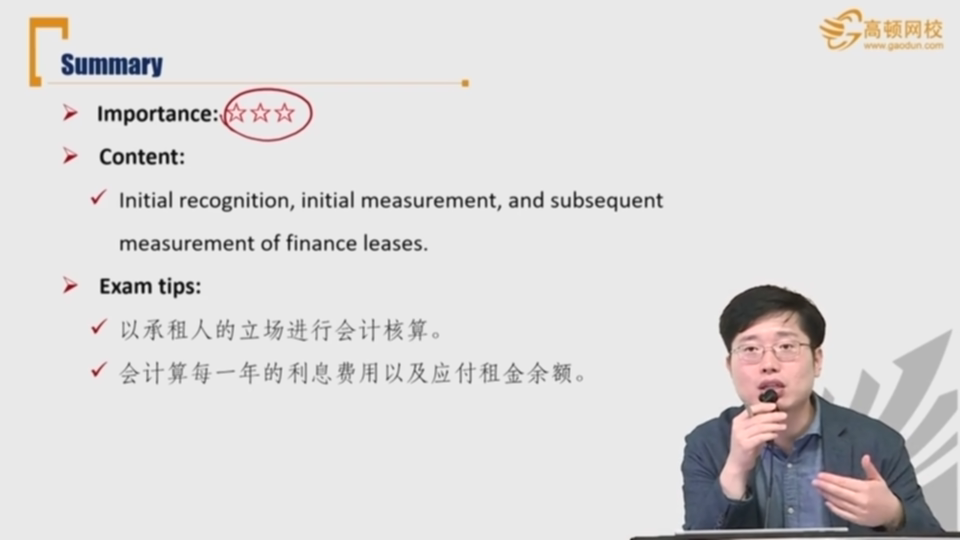 高顿网校
www.gaodun.com
Summary
Importance: ☆☆☆
Content:
Initial recognition, initial measurement, and subsequent
measurement of finance leases.
Exam tips:
以承租人的立场进行会计核算。
会计算每一年的利息费用以及应付租金余额。